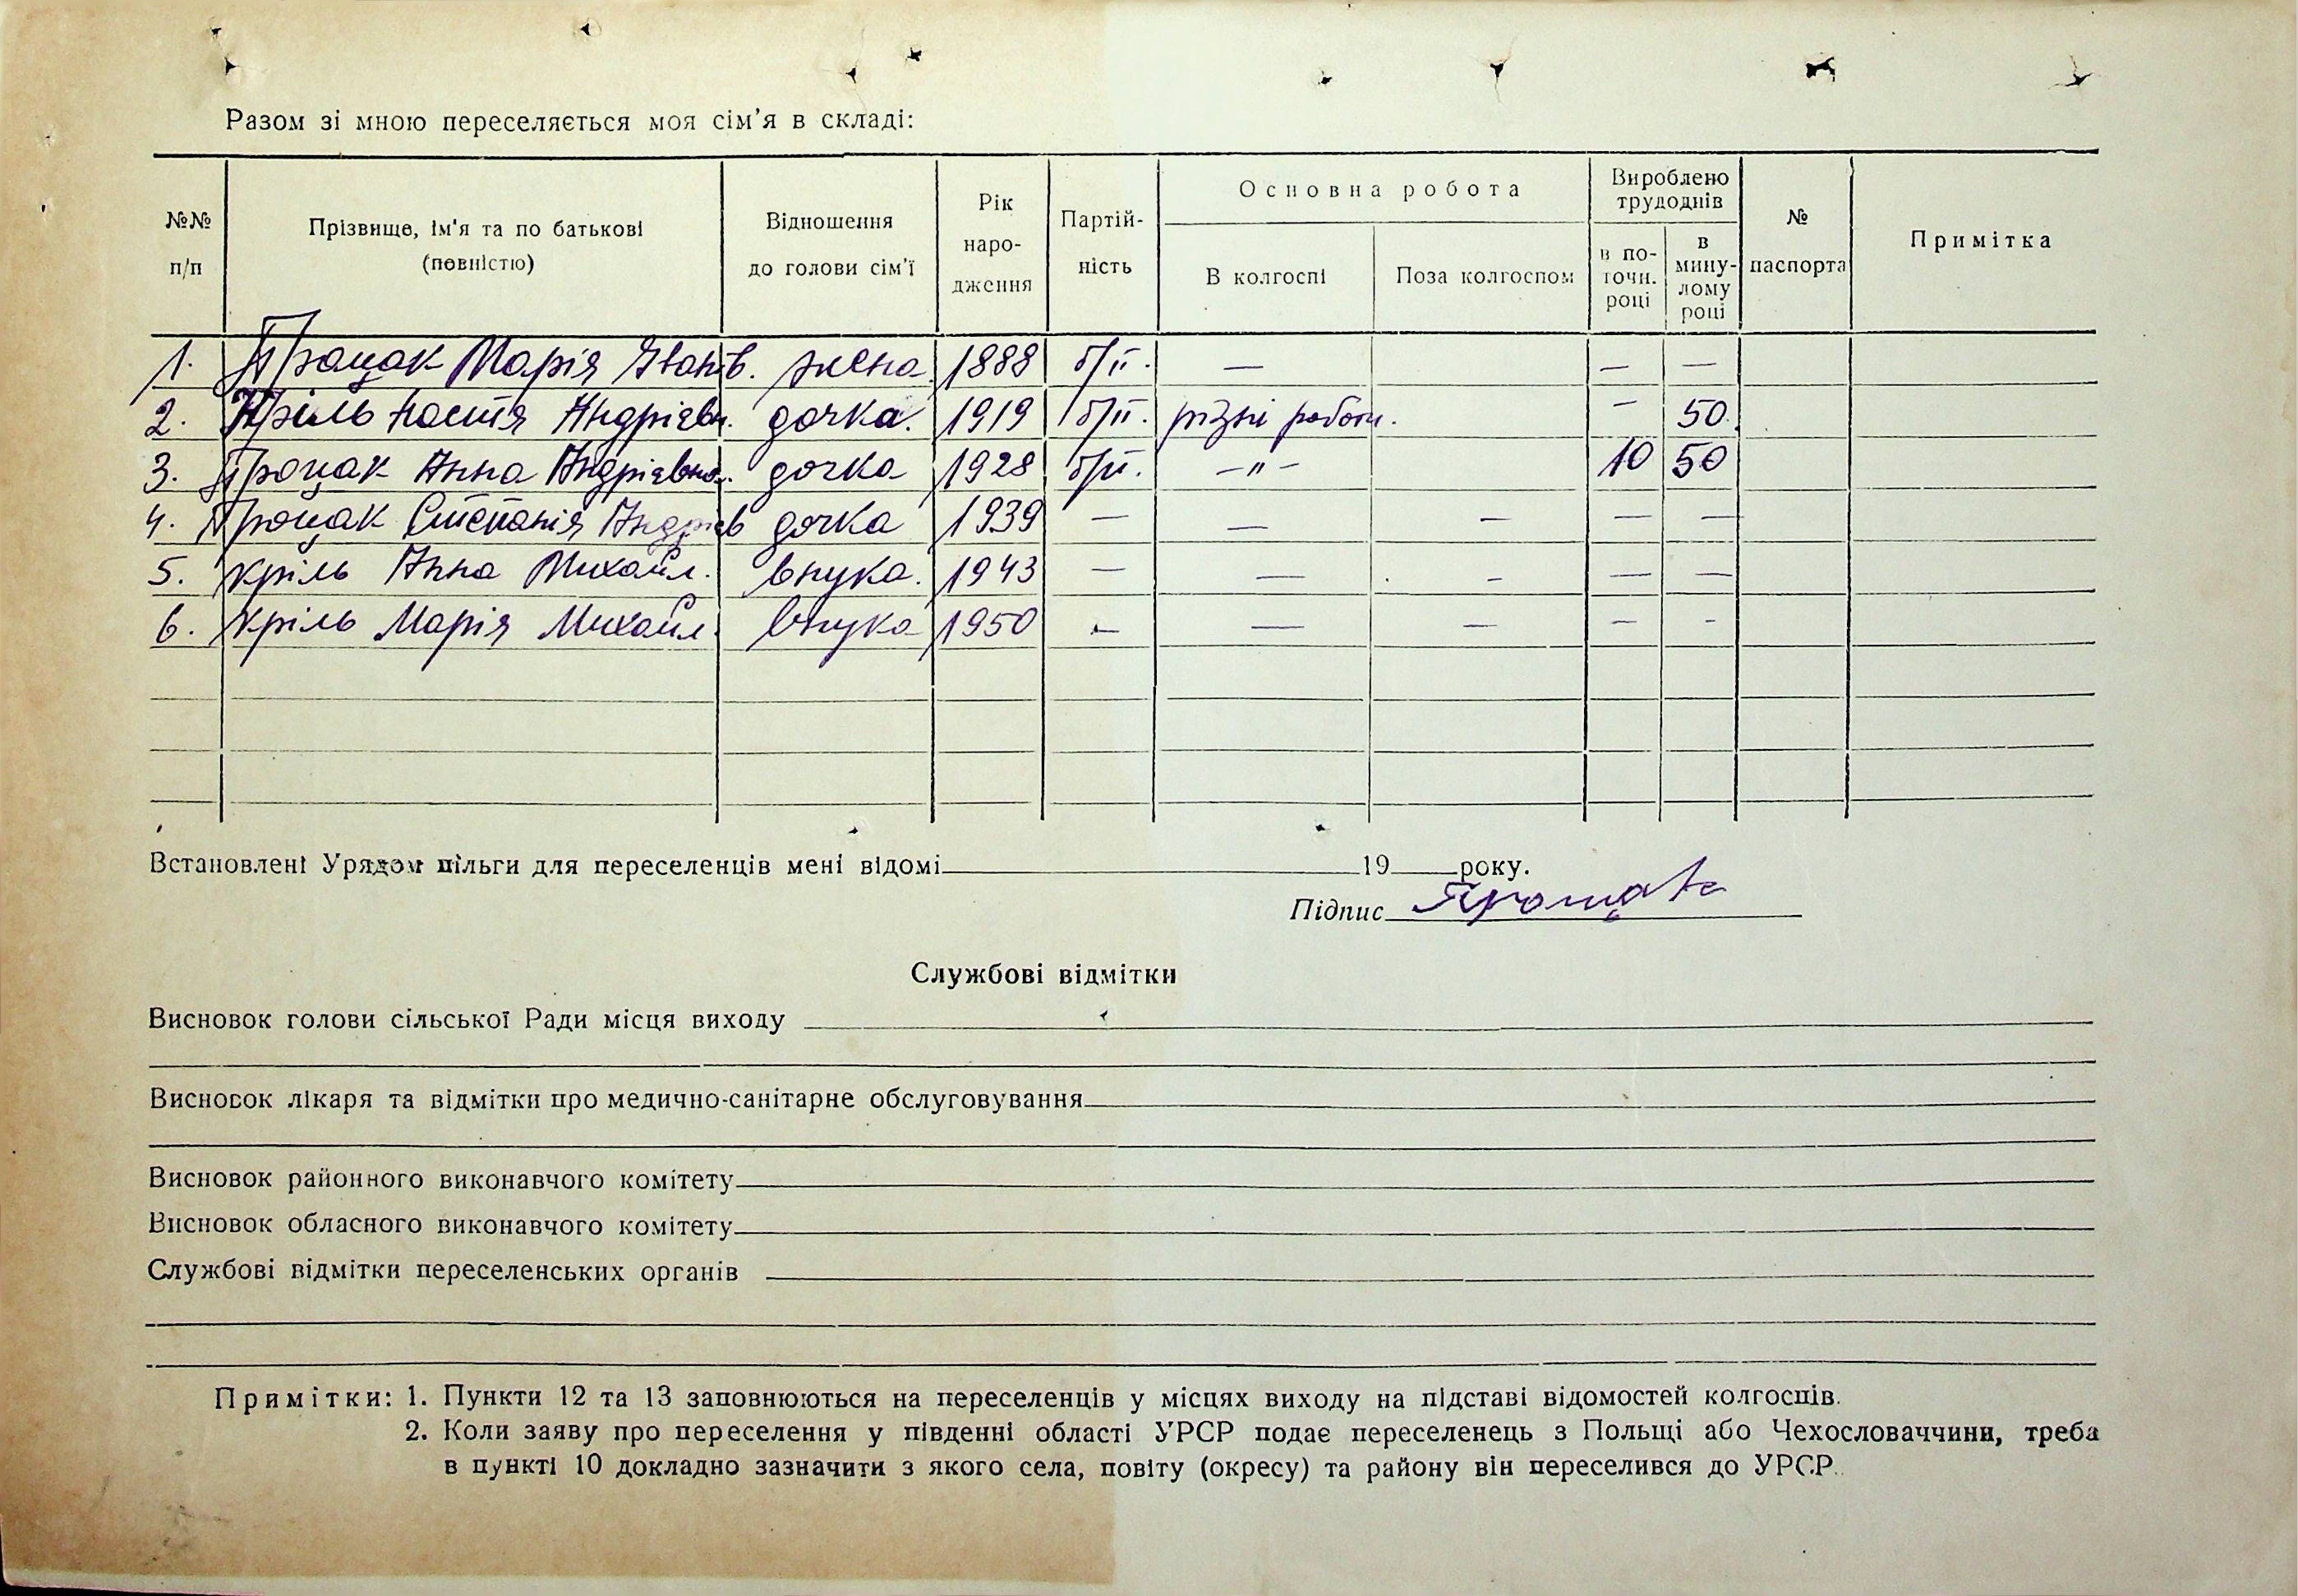 Разом зі мною переселяється моя сім'я в складі:
№№ п/п | Прізвище, ім'я та по батькові (повністю) | Відношення до голови сім'ї | Рік народження | Партійність | Основна робота | Вироблено трудоднів | № паспорта | Примітка
В колгоспі | Поза колгоспом | в поточн. році | в минулому році
1. Процак Марія Іванів. жена 1888 б/п. — — —
2. Кріль Настя Андріївн. дочка. 1919 б/п. різні роботи. - 50.
3. Процак Анна Андріївна. дочка 1928 б/п. -"- 10 50
4. Процак Стєпанія Андріїв дочка 1939 — — — — —
5. Кріль Анна Михайл. внука. 1943 — — - — —
6. Кріль Марія Михайл. внука 1950 — — — - -
Встановлені Урядом пільги для переселенців мені відомі 19 року.
Підпис Процак
Службові відмітки
Висновок голови сільської Ради місця виходу
Висновок лікаря та відмітки про медично-санітарне обслуговування
Висновок районного виконавчого комітету
Висновок обласного виконавчого комітету
Службові відмітки переселенських органів
Примітки: 1. Пункти 12 та 13 заповнюються на переселенців у місцях виходу на підставі відомостей колгоспів.
2. Коли заяву про переселення у південні області УРСР подає переселенець з Польщі або Чехословаччини, треба
в пункті 10 докладно зазначити з якого села, повіту (округу) та району він переселився до УРСР.